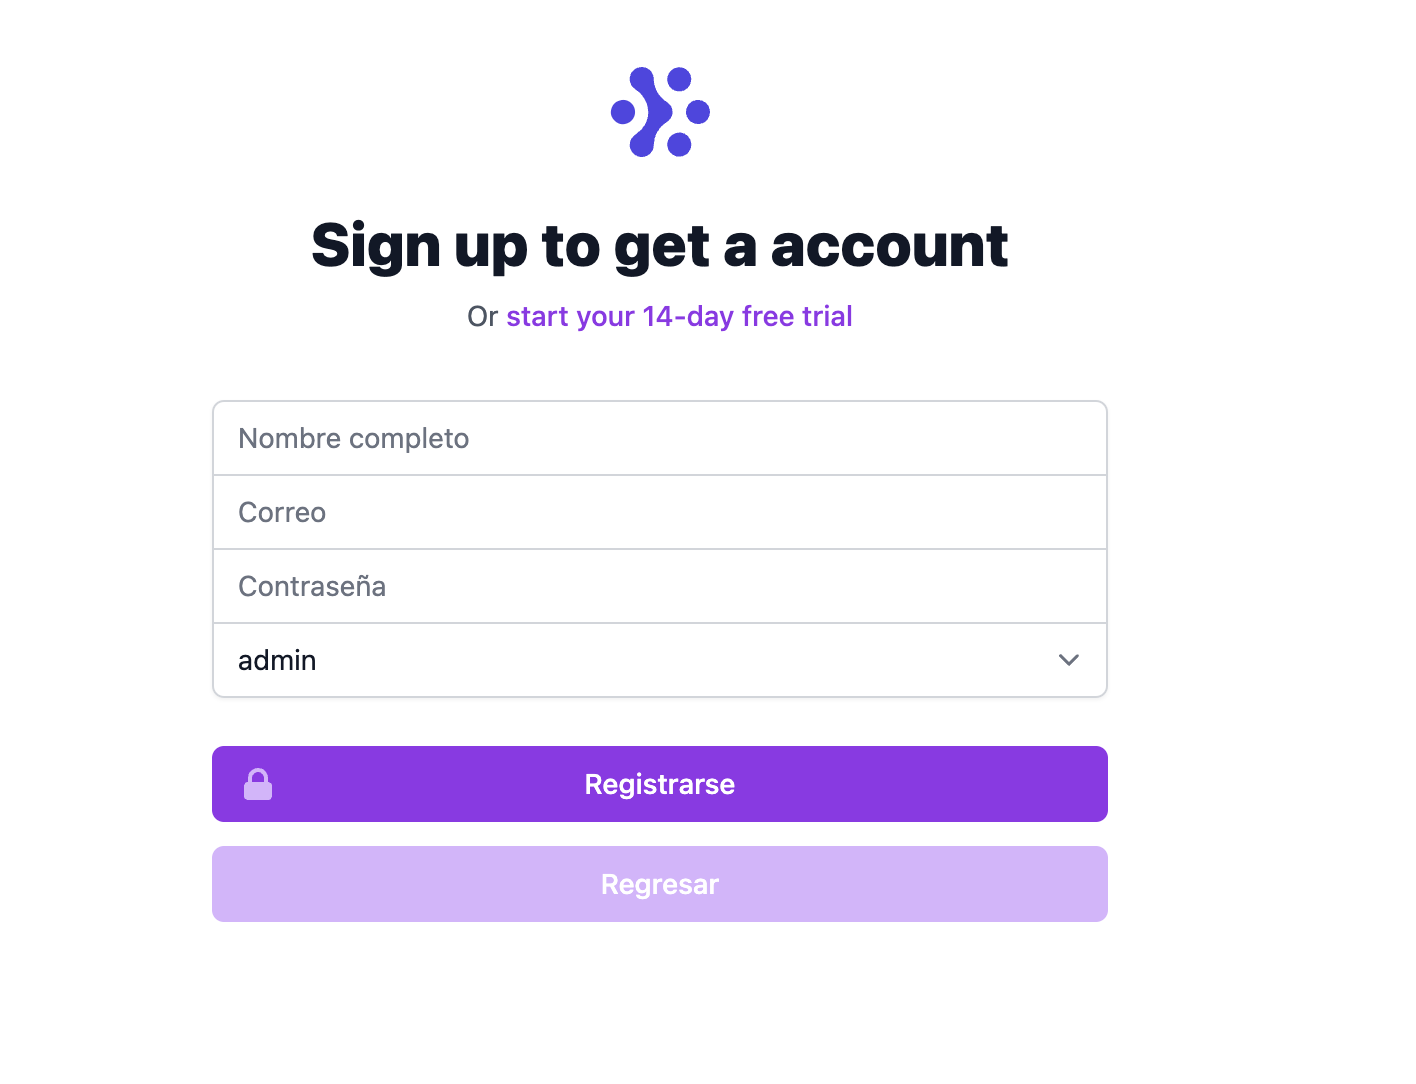 Sign up to get a account
Or start your 14-day free trial
Nombre completo
Correo
Contraseña
admin
Registrarse
Regresar